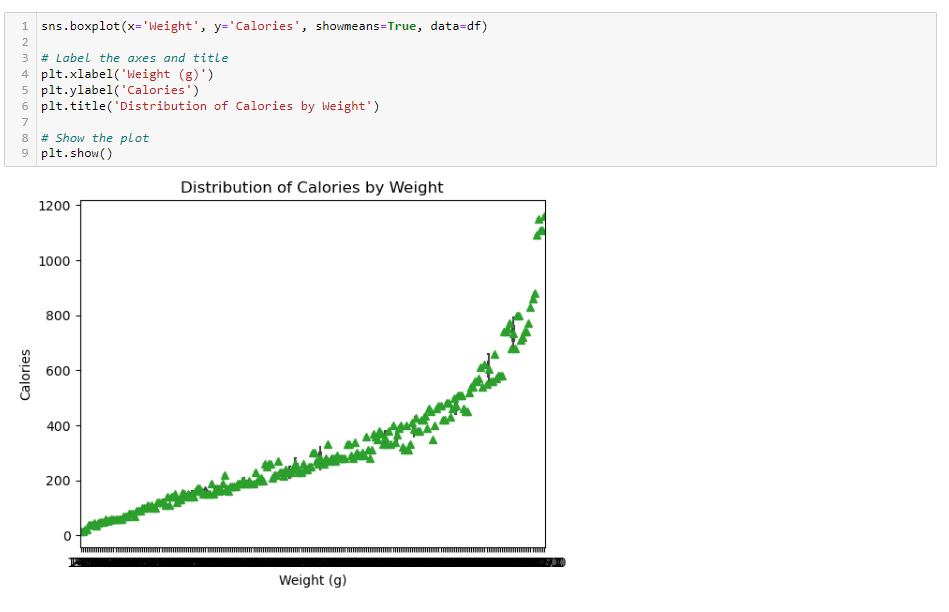 1 sns.boxplot(x='Weight', y='Calories', showmeans=True, data=df)
2
3 # Label the axes and title
4 plt.xlabel('Weight (g)')
5 plt.ylabel('Calories')
6 plt.title('Distribution of Calories by Weight')
7
8 # Show the plot
9 plt.show()
Distribution of Calories by Weight
1200
1000
800
600
400
200
0
Calories
Weight (g)